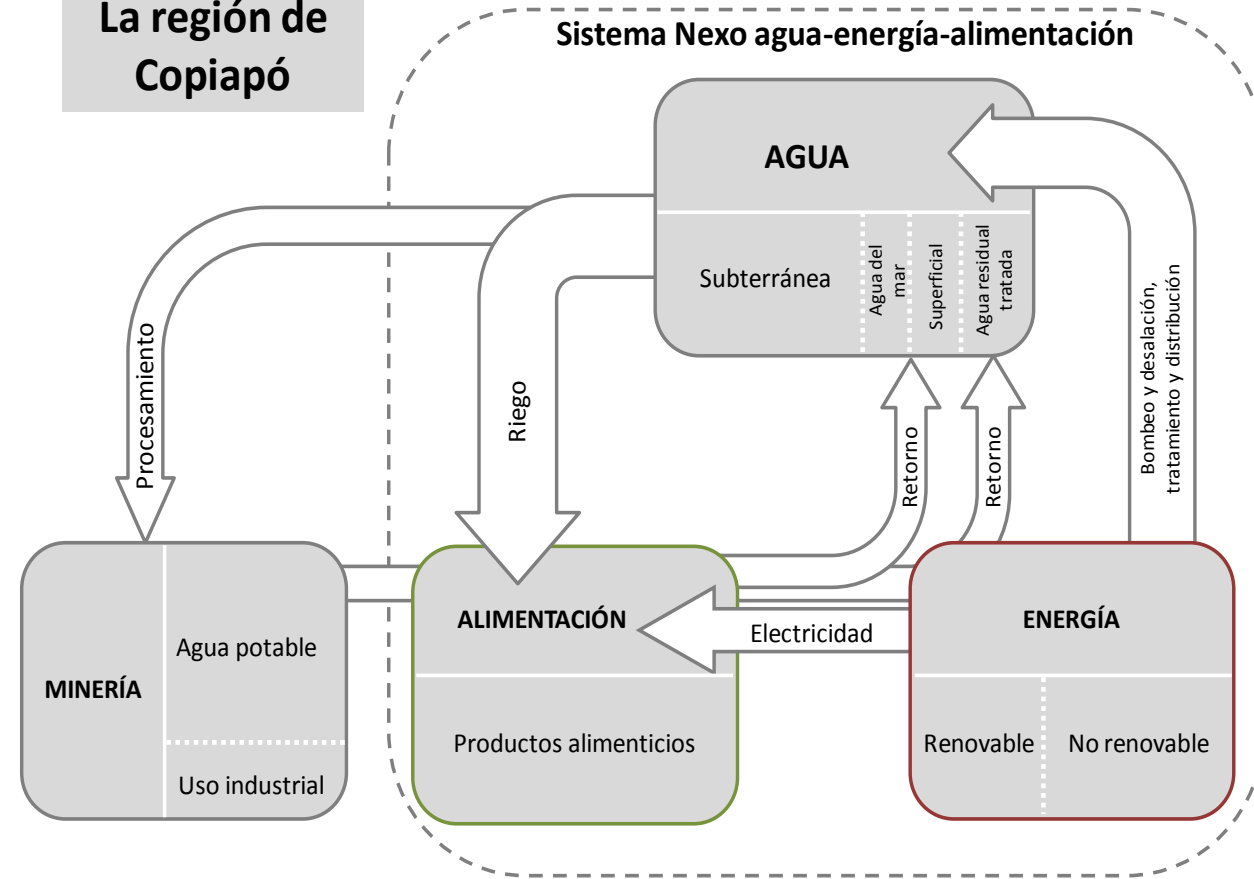 La región de
Copiapó
Sistema Nexo agua-energía-alimentación
AGUA
Subterránea
Agua del
mar
Superficial
Agua residual
tratada
Procesamiento
Riego
Retorno
Retorno
Bombeo y desalación,
tratamiento y distribución
MINERÍA
Agua potable
Uso industrial
ALIMENTACIÓN
Productos alimenticios
Electricidad
ENERGÍA
Renovable
No renovable